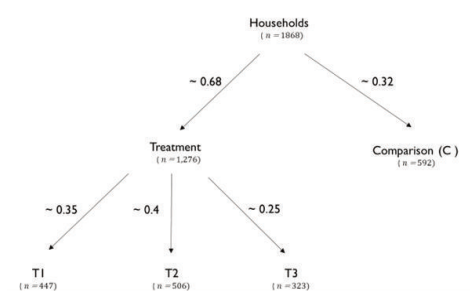 Households
( n =1868)
~ 0.68
~ 0.32
Treatment
( n =1,276)
Comparison (C )
( n =592)
~ 0.35
~ 0.4
~ 0.25
T1
( n =447)
T2
( n =506)
T3
( n =323)